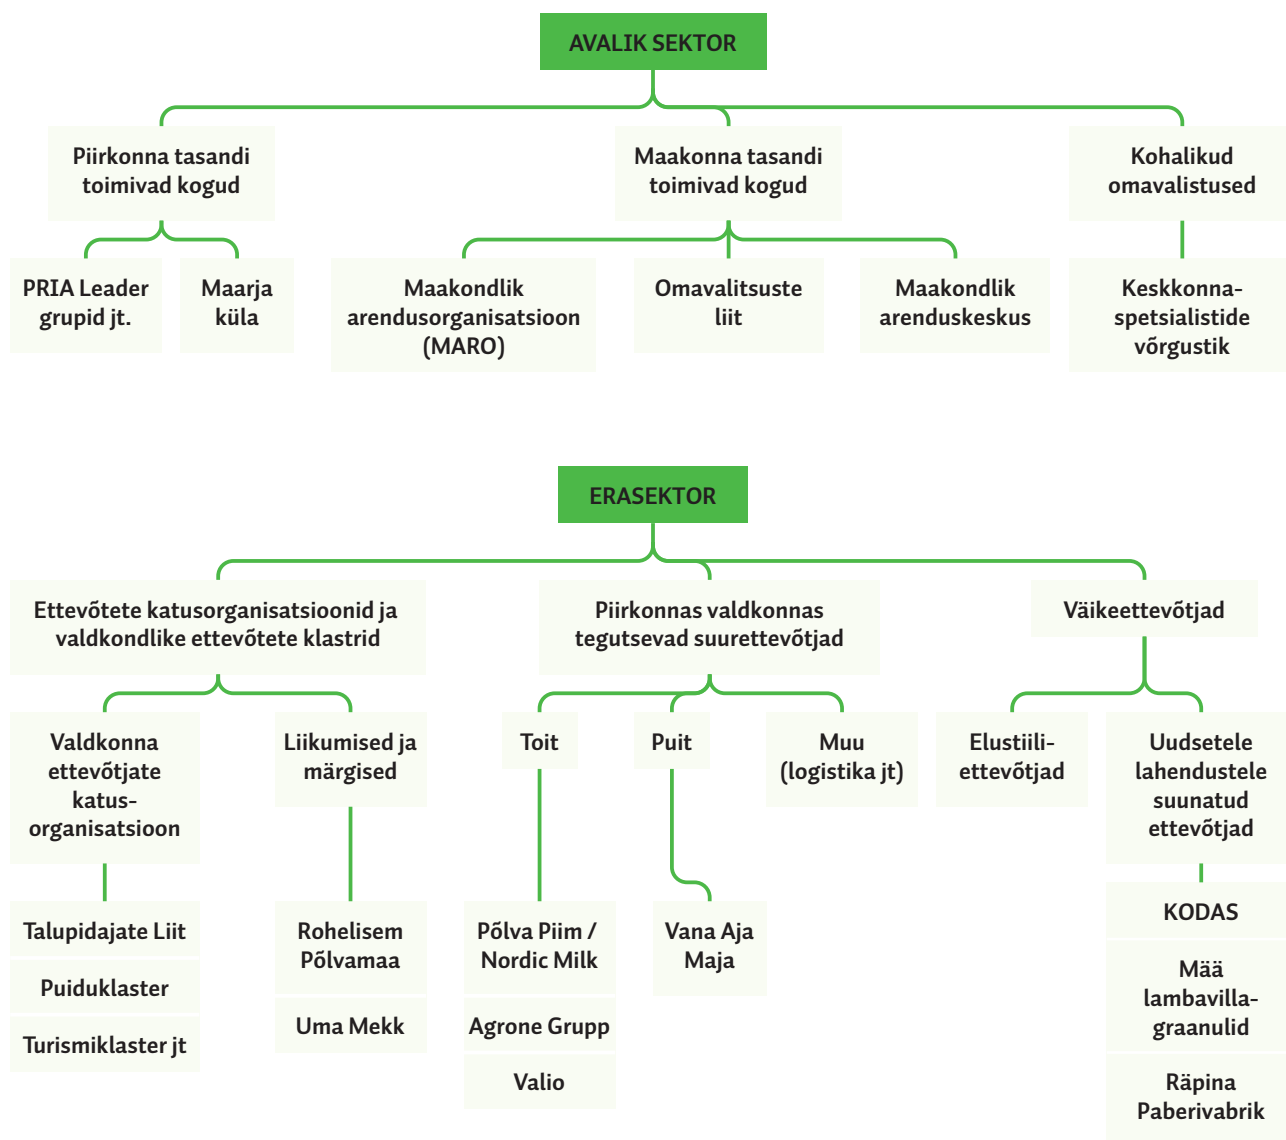 AVALIK SEKTOR
Piirkonna tasandi
toimivad kogud
Maakonna tasandi
toimivad kogud
Kohalikud
omavalistused
PRIA Leader
grupid jt.
Maarja
küla
Maakondlik
arendusorganisatsioon
(MARO)
Omavalitsuste
liit
Maakondlik
arenduskeskus
Keskkonna-
spetsialistide
võrgustik
ERASEKTOR
Ettevõtete katusorganisatsioonid ja
valdkondlike ettevõtete klastrid
Piirkonnas valdkonnas
tegutsevad suurettevõtjad
Väikeettevõtjad
Valdkonna
ettevõtjate
katus-
organisatsioon
Liikumised ja
märgised
Toit
Puit
Muu
(logistika jt)
Elustiili-
ettevõtjad
Uudsetele
lahendustele
suunatud
ettevõtjad
Talupidajate Liit
Puiduklaster
Turismiklaster jt
Rohelisem
Põlvamaa
Uma Mekk
Põlva Piim /
Nordic Milk
Agrone Grupp
Valio
Vana Aja
Maja
KODAS
Mää
lambavilla-
graanulid
Räpina
Paberivabrik